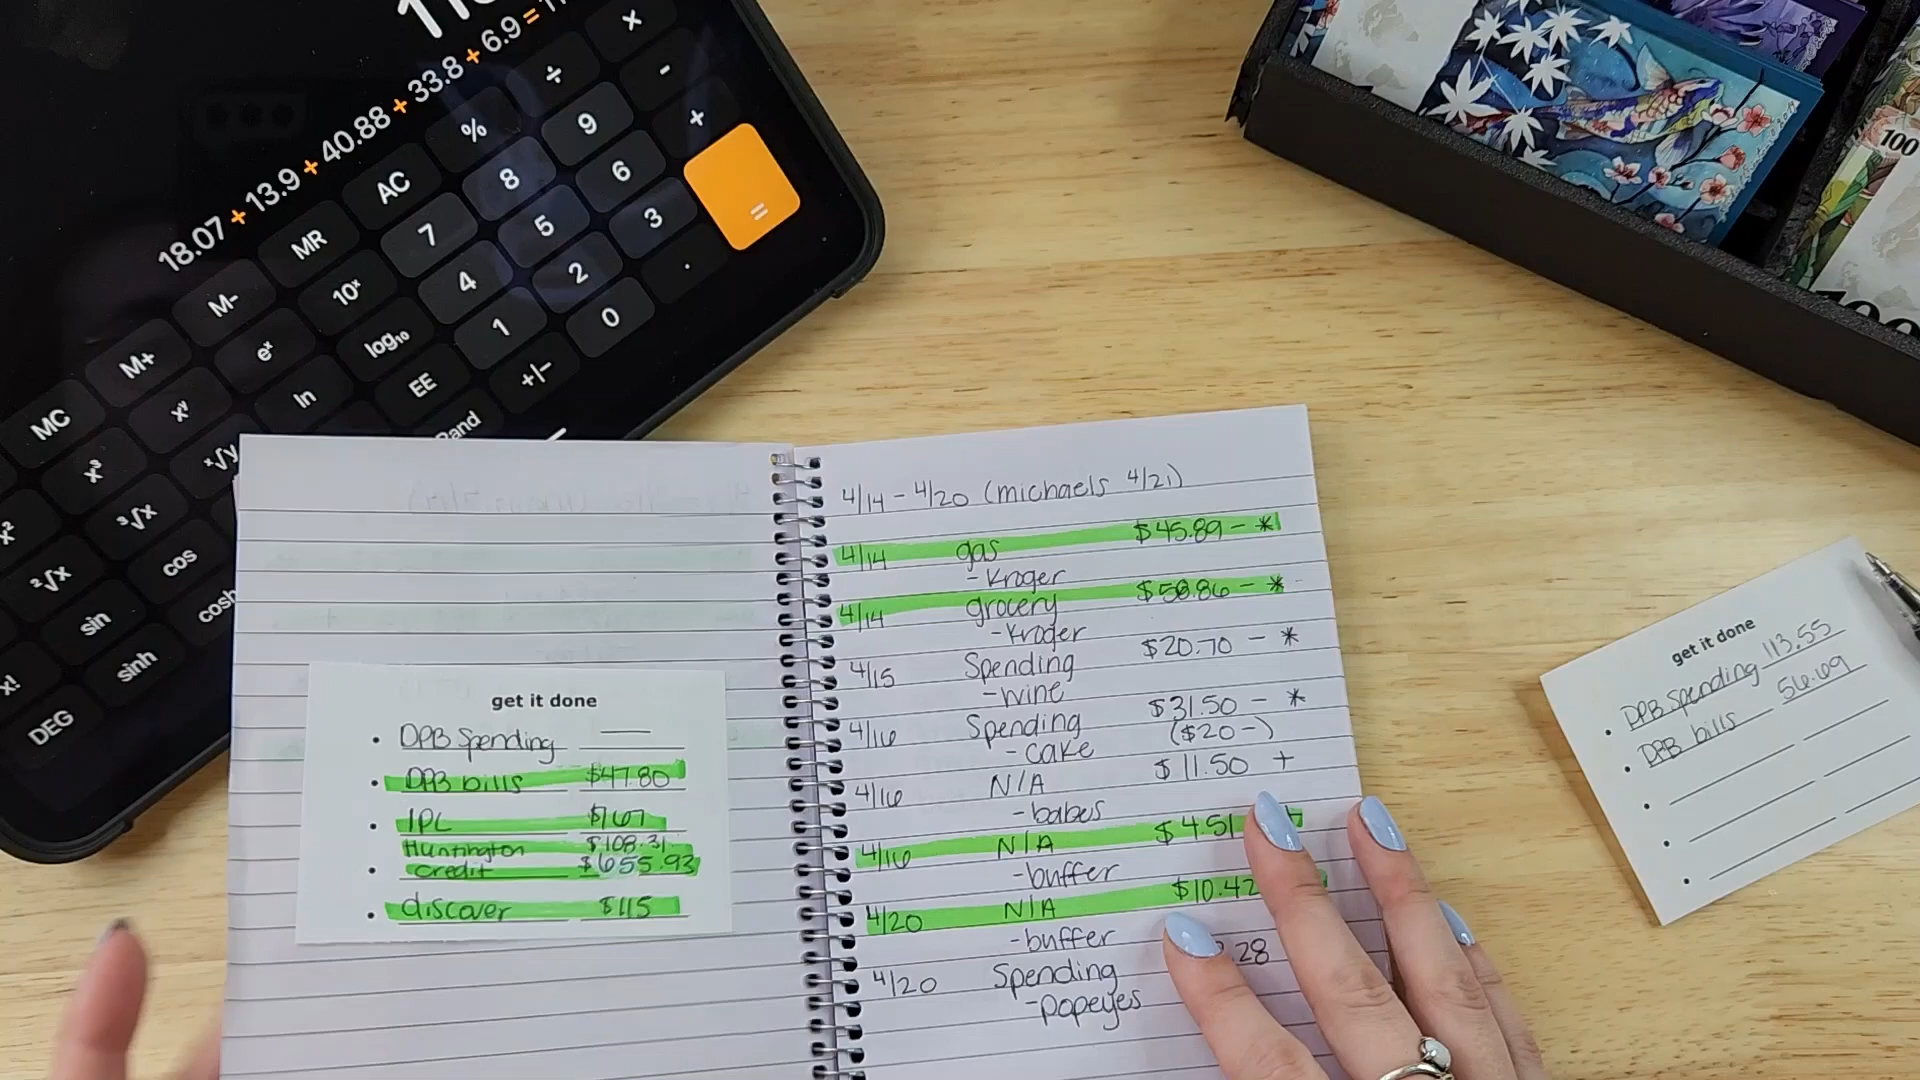 18.07 + 13.9 + 40.88 + 33.8 + 6.9 =
× ÷ - % 9 + AC 8 6 =
MR 7 5 3
M- 10ˣ 4 2 .
M+ eˣ log₁₀ 1 0
MC xʸ ln EE +/-
x³ ˣ√y
x² ³√x
²√x cos
sin cosh
x! sinh
DEG
100
get it done
• DPB Spending —
• DPB bills $47.80
• IPL $167
Huntington $108.31
• credit $655.93
• discover $115
4/14 - 4/20 (michaels 4/21)
4/14 gas $45.89 - *
- Kroger
4/14 grocery - *
- Kroger
4/15 Spending $20.70 - *
- wine
4/16 Spending $31.50 - *
- cake ($20 -)
4/16 N/A $11.50 +
- babes
4/16 N/A $4.51
- buffer
4/20 N/A $10.42
- buffer
4/20 Spending .28
- popeyes
get it done
• DPB Spending 113.55
• DPB bills 56.69